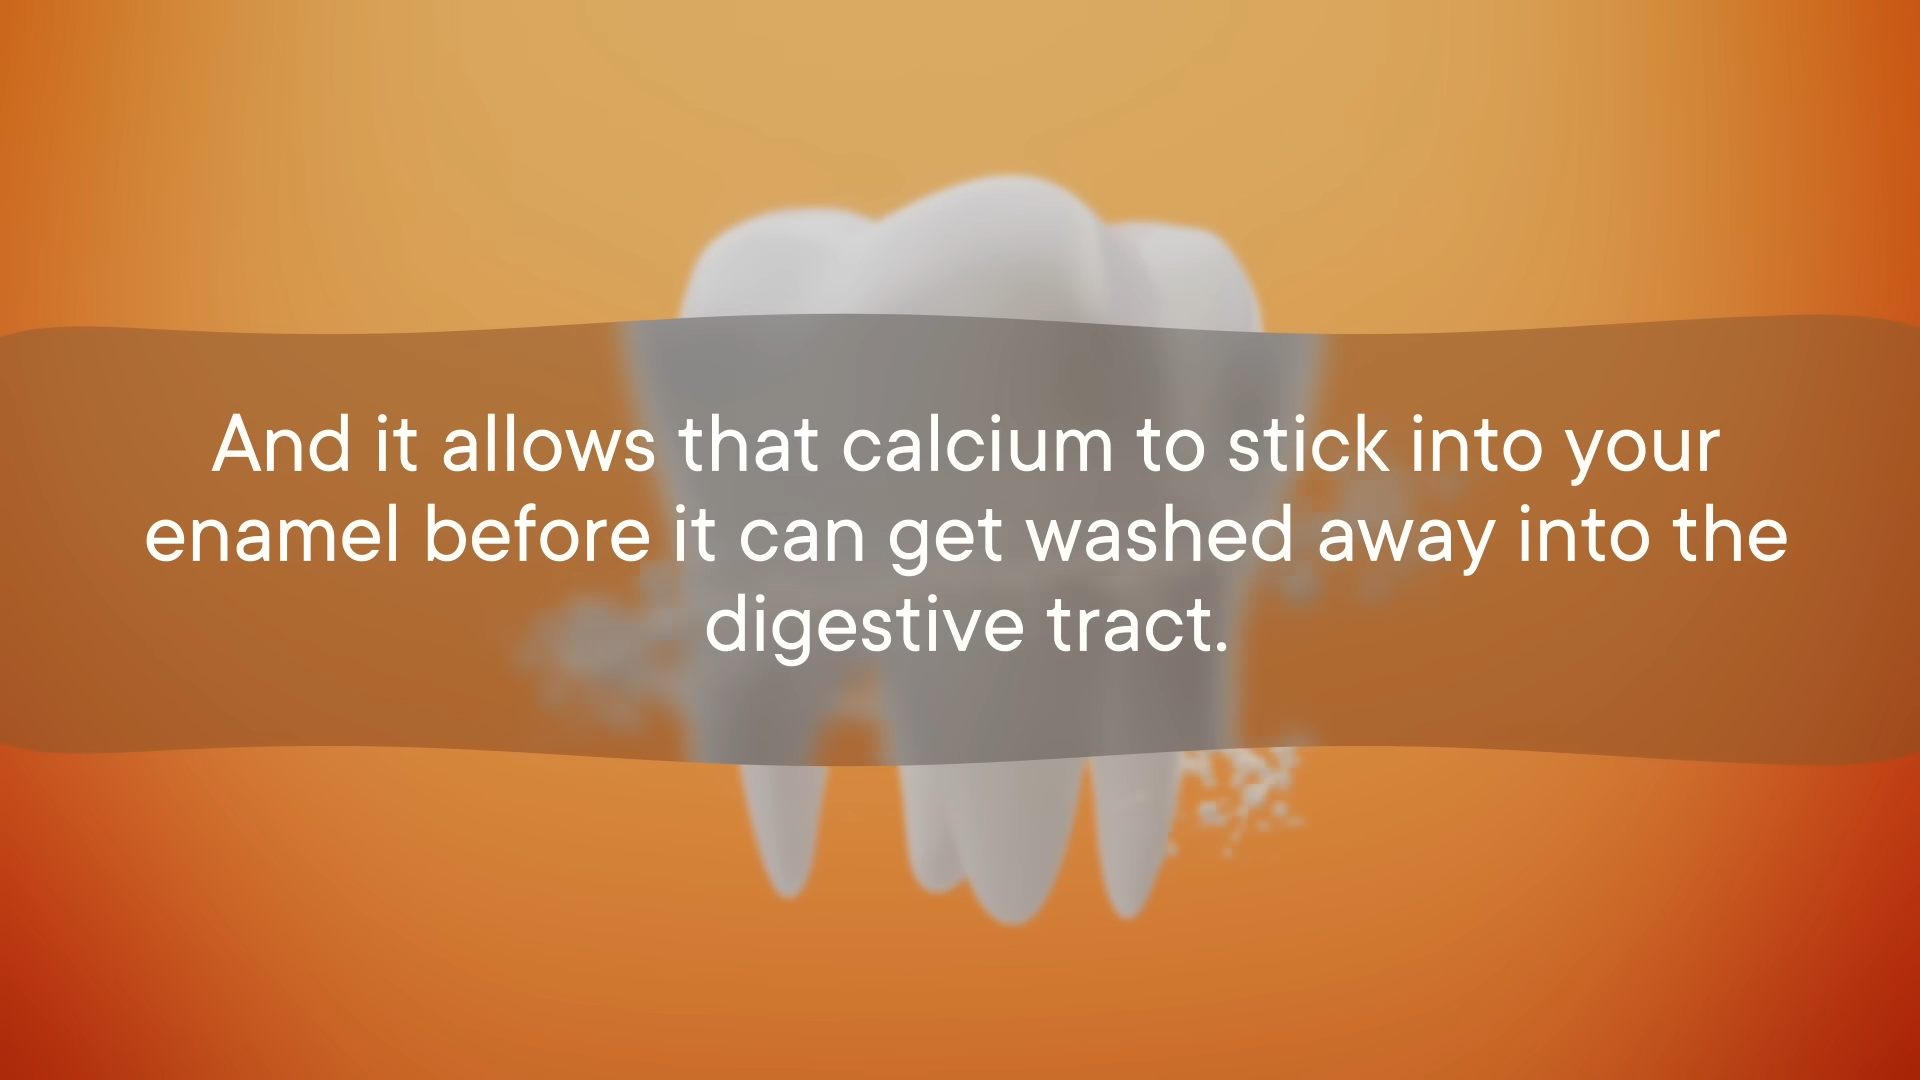 And it allows that calcium to stick into your
enamel before it can get washed away into the
digestive tract.